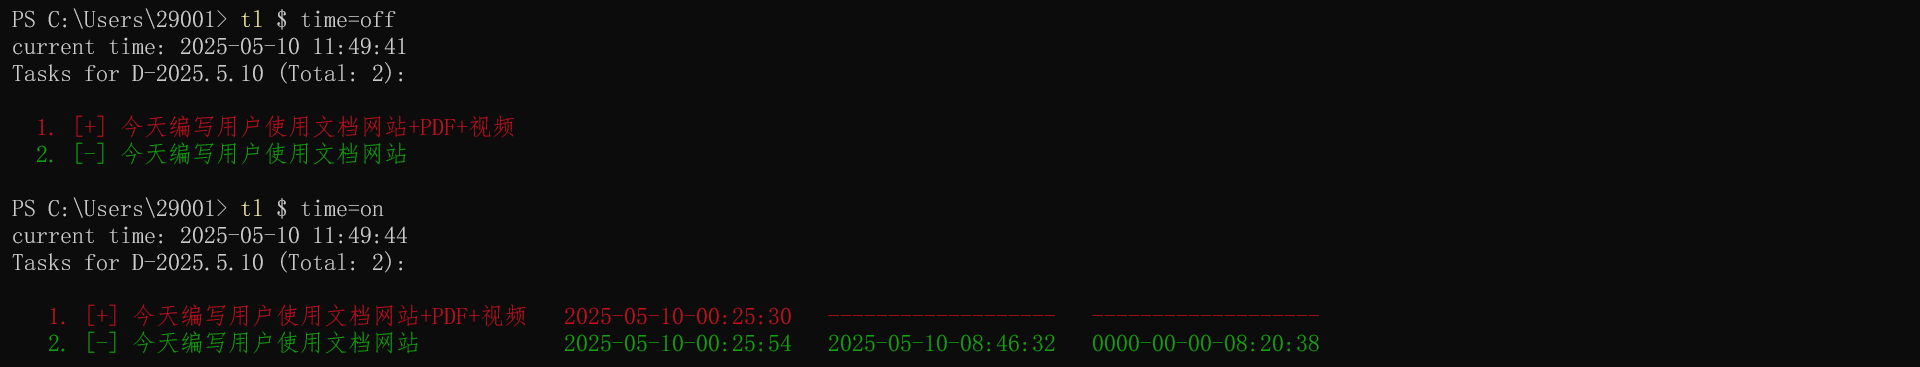 PS C:\Users\29001> tl $ time=off
current time: 2025-05-10 11:49:41
Tasks for D-2025.5.10 (Total: 2):
1. [+] 今天编写用户使用文档网站+PDF+视频
2. [-] 今天编写用户使用文档网站
PS C:\Users\29001> tl $ time=on
current time: 2025-05-10 11:49:44
Tasks for D-2025.5.10 (Total: 2):
1. [+] 今天编写用户使用文档网站+PDF+视频 2025-05-10-00:25:30 ------------------- -------------------
2. [-] 今天编写用户使用文档网站 2025-05-10-00:25:54 2025-05-10-08:46:32 0000-00-00-08:20:38